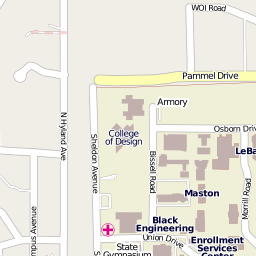 WOI Road
Pammel Drive
Armory
Osborn Driv
College
of Design
N Hyland Ave
Sheldon Avenue
Bissell Road
LeBa
Maston
Morrill Road
mpus Avenue
Black
Engineering
Union Drive
Enrollment
Services
Center
State
Gymnasium
S